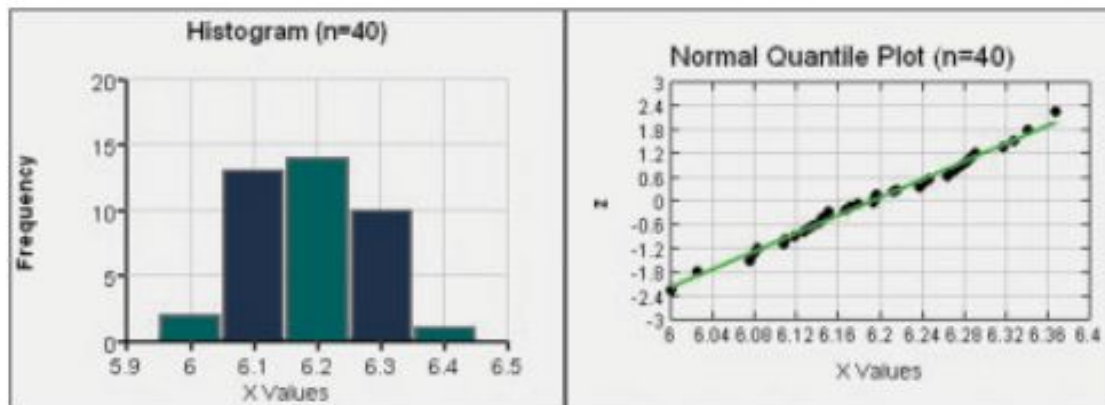 Histogram (n=40)
Frequency
20
15
10
5
0
5.9 6 6.1 6.2 6.3 6.4 6.5
X Values
Normal Quantile Plot (n=40)
z
3
2.4
1.8
1.2
0.6
0
-0.6
-1.2
-1.8
-2.4
-3
6 6.04 6.08 6.12 6.16 6.2 6.24 6.28 6.32 6.36 6.4
X Values